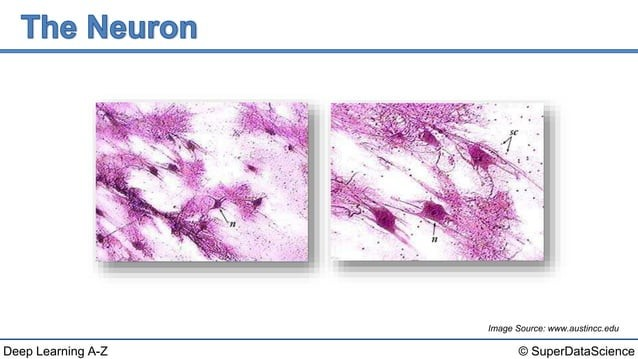 The Neuron
sc
n
n
Image Source: www.austincc.edu
Deep Learning A-Z
© SuperDataScience